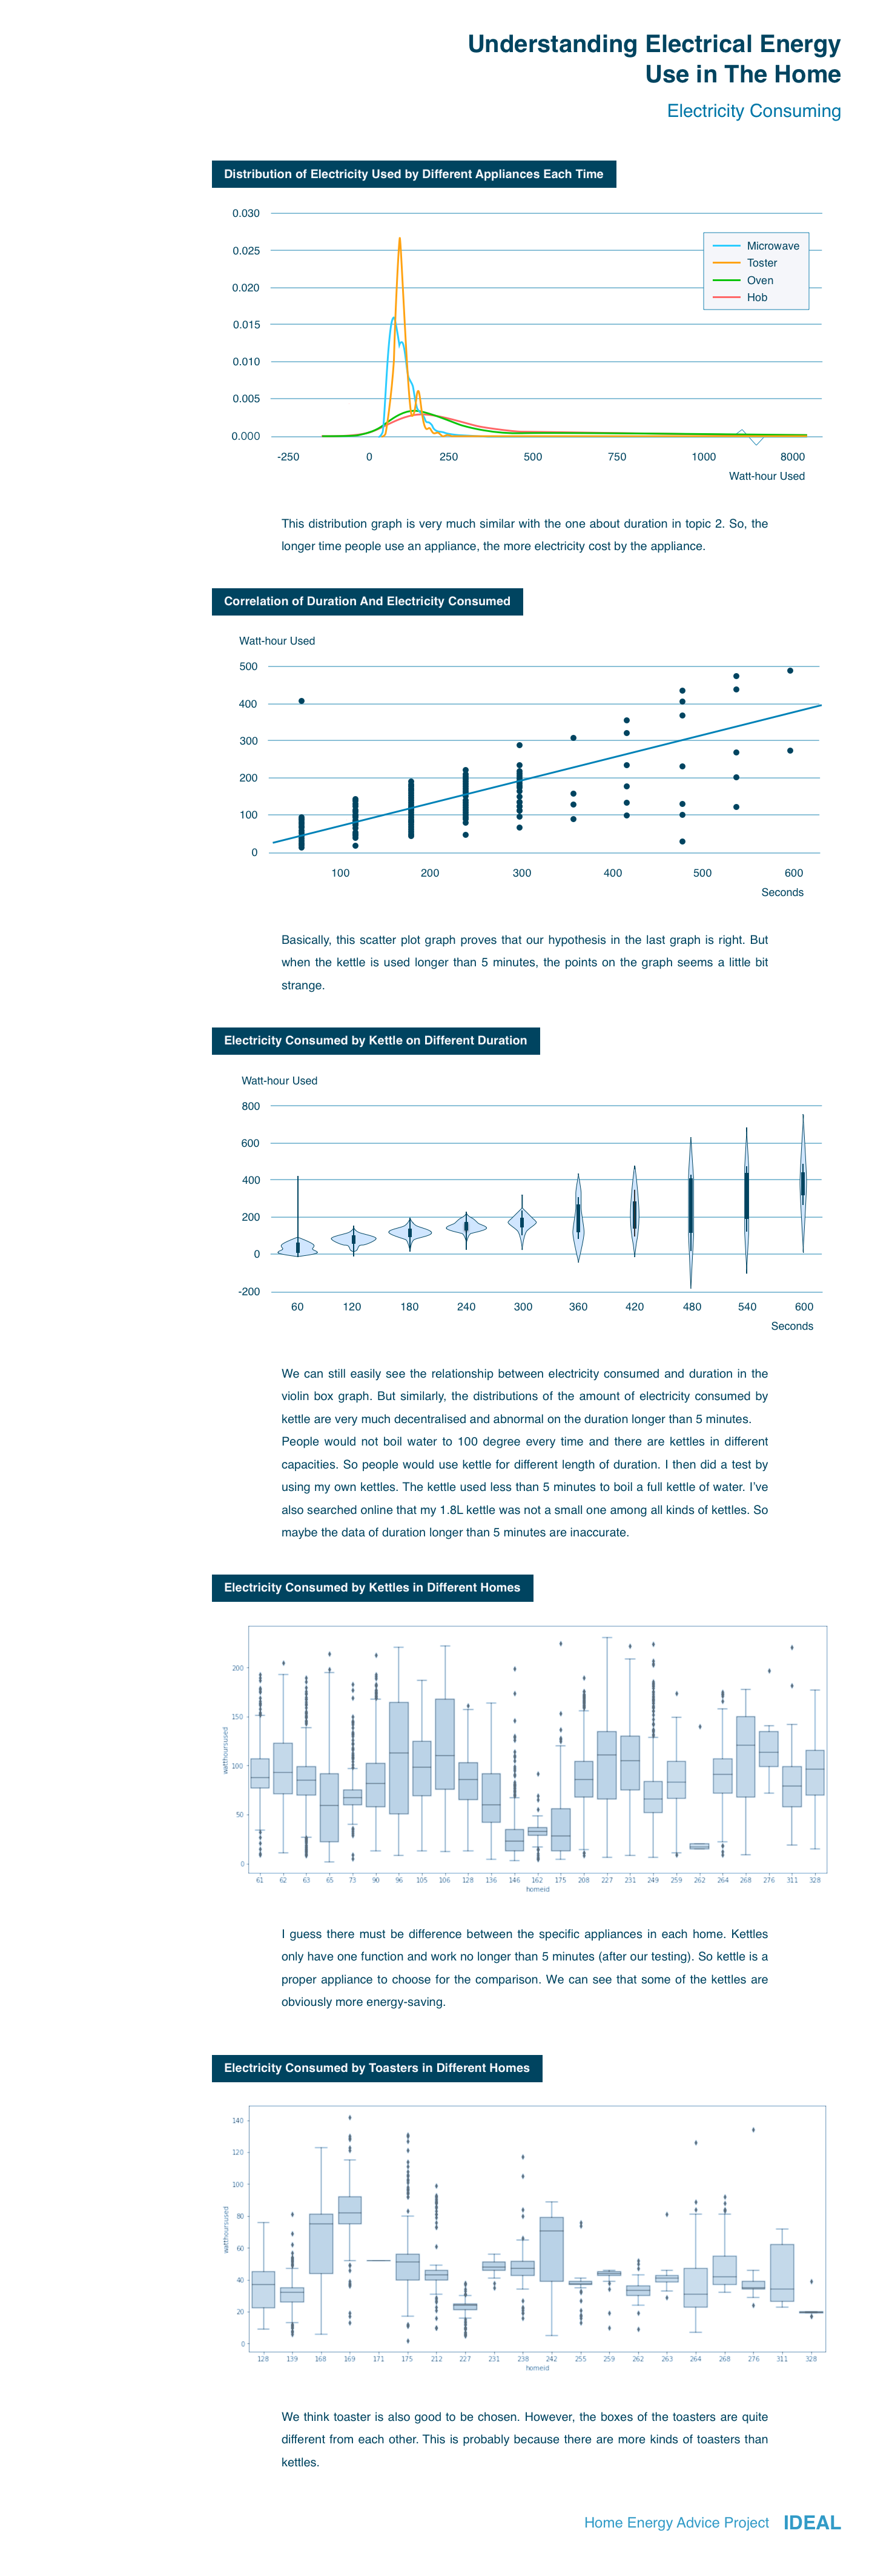 Understanding Electrical Energy
Use in The Home
Electricity Consuming
Distribution of Electricity Used by Different Appliances Each Time
0.030
0.025
0.020
0.015
0.010
0.005
0.000
Microwave
Toster
Oven
Hob
-250 0 250 500 750 1000 8000
Watt-hour Used
This distribution graph is very much similar with the one about duration in topic 2. So, the
longer time people use an appliance, the more electricity cost by the appliance.
Correlation of Duration And Electricity Consumed
Watt-hour Used
500
400
300
200
100
0
100 200 300 400 500 600
Seconds
Basically, this scatter plot graph proves that our hypothesis in the last graph is right. But
when the kettle is used longer than 5 minutes, the points on the graph seems a little bit
strange.
Electricity Consumed by Kettle on Different Duration
Watt-hour Used
800
600
400
200
0
-200
60 120 180 240 300 360 420 480 540 600
Seconds
We can still easily see the relationship between electricity consumed and duration in the
violin box graph. But similarly, the distributions of the amount of electricity consumed by
kettle are very much decentralised and abnormal on the duration longer than 5 minutes.
People would not boil water to 100 degree every time and there are kettles in different
capacities. So people would use kettle for different length of duration. I then did a test by
using my own kettles. The kettle used less than 5 minutes to boil a full kettle of water. I've
also searched online that my 1.8L kettle was not a small one among all kinds of kettles. So
maybe the data of duration longer than 5 minutes are inaccurate.
Electricity Consumed by Kettles in Different Homes
watthoursused
200
150
100
50
0
61 62 63 65 73 90 96 105 106 128 136 146 162 175 208 227 231 249 259 262 264 268 276 311 328
homeid
I guess there must be difference between the specific appliances in each home. Kettles
only have one function and work no longer than 5 minutes (after our testing). So kettle is a
proper appliance to choose for the comparison. We can see that some of the kettles are
obviously more energy-saving.
Electricity Consumed by Toasters in Different Homes
watthoursused
140
120
100
80
60
40
20
0
128 139 168 169 171 175 212 227 231 238 242 255 259 262 263 264 268 276 311 328
homeid
We think toaster is also good to be chosen. However, the boxes of the toasters are quite
different from each other. This is probably because there are more kinds of toasters than
kettles.
Home Energy Advice Project IDEAL